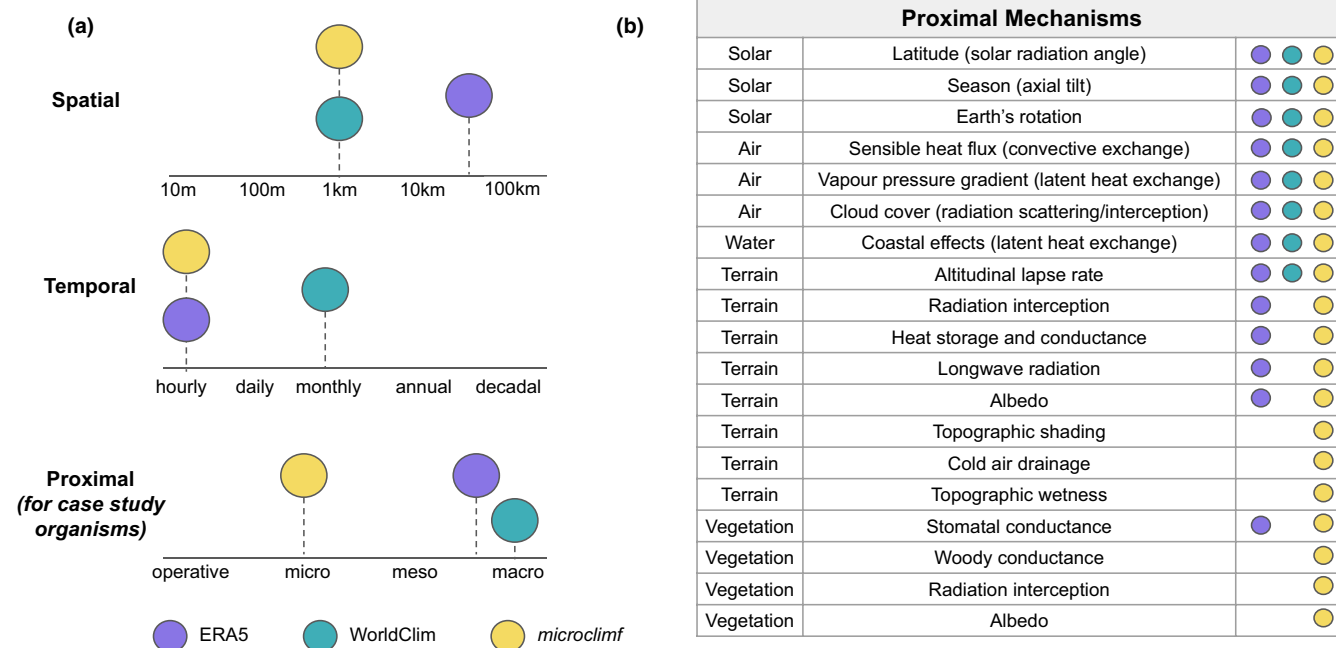 (a)
Spatial
10m 100m 1km 10km 100km
Temporal
hourly daily monthly annual decadal
Proximal
(for case study
organisms)
operative micro meso macro
ERA5 WorldClim microclimf
(b)
Proximal Mechanisms
Solar Latitude (solar radiation angle)
Solar Season (axial tilt)
Solar Earth's rotation
Air Sensible heat flux (convective exchange)
Air Vapour pressure gradient (latent heat exchange)
Air Cloud cover (radiation scattering/interception)
Water Coastal effects (latent heat exchange)
Terrain Altitudinal lapse rate
Terrain Radiation interception
Terrain Heat storage and conductance
Terrain Longwave radiation
Terrain Albedo
Terrain Topographic shading
Terrain Cold air drainage
Terrain Topographic wetness
Vegetation Stomatal conductance
Vegetation Woody conductance
Vegetation Radiation interception
Vegetation Albedo